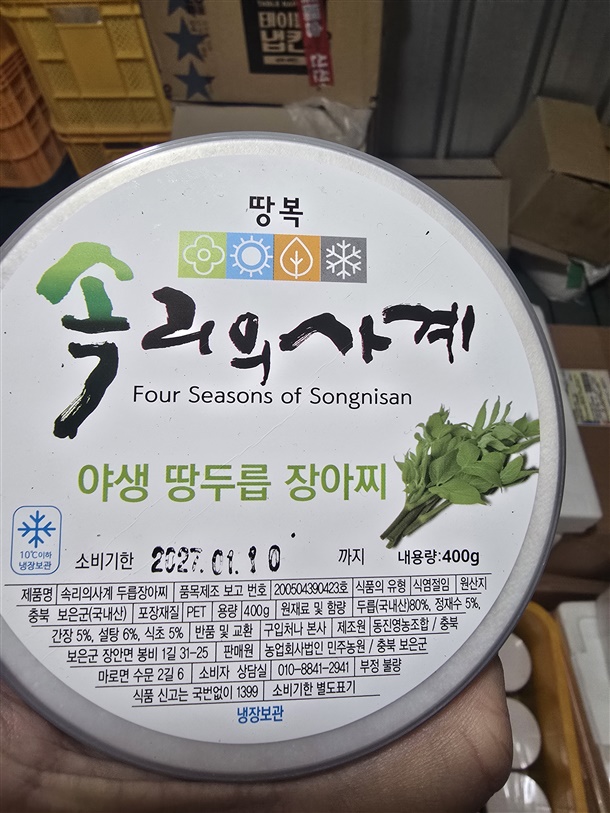 테이프
냅킨
신선
땅복
속리의사계
Four Seasons of Songnisan
야생 땅두릅 장아찌
10℃이하
냉장보관
소비기한 2027.01.10 까지 내용량:400g
제품명 속리의사계 두릅장아찌 품목제조 보고 번호 200504390423호 식품의 유형 식염절임 원산지
충북 보은군(국내산) 포장재질 PET 용량 400g 원재료 및 함량 두릅(국내산)80%, 정재수 5%,
간장 5%, 설탕 6%, 식초 5% 반품 및 교환 구입처나 본사 제조원 동진영농조합 / 충북
보은군 장안면 봉비 1길 31-25 판매원 농업회사법인 민주농원 / 충북 보은군
마로면 수문 2길 6 소비자 상담실 010-8841-2941 부정 불량
식품 신고는 국번없이 1399 소비기한 별도표기
냉장보관